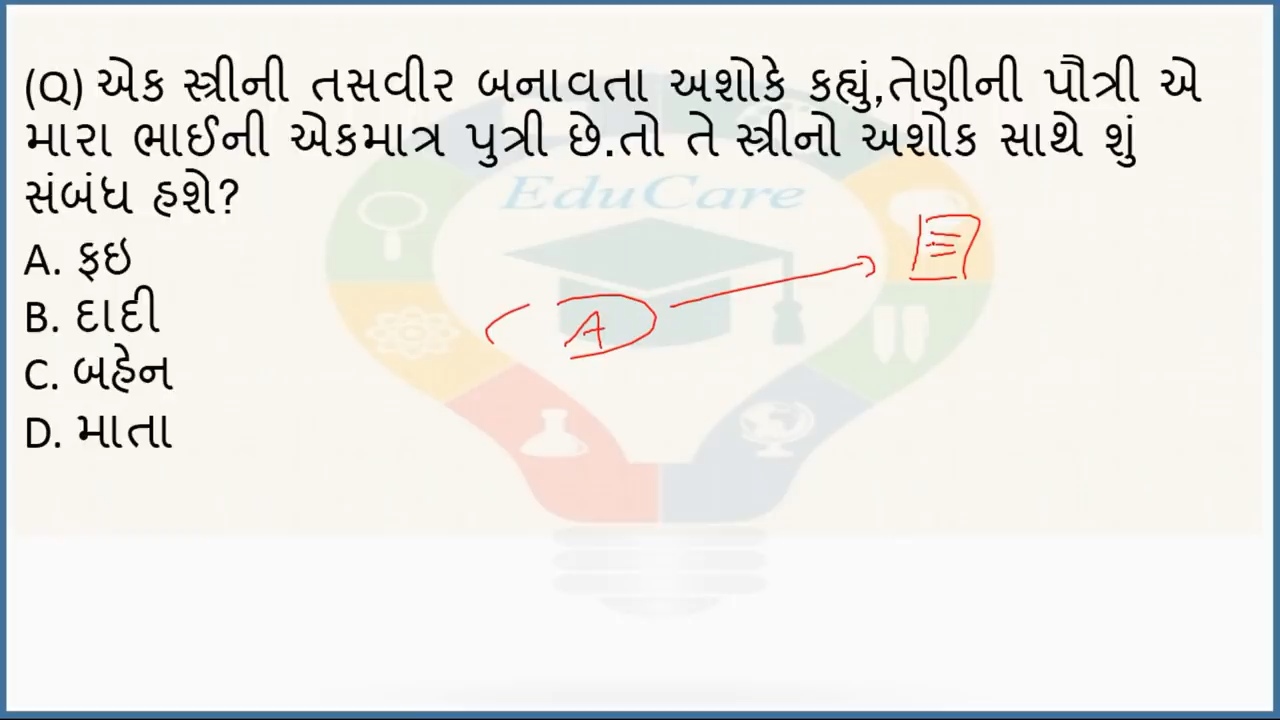 (Q) એક સ્ત્રીની તસવીર બનાવતા અશોકે કહ્યું,તેણીની પૌત્રી એ
મારા ભાઈની એકમાત્ર પુત્રી છે.તો તે સ્ત્રીનો અશોક સાથે શું
સંબંધ હશે?
EduCare
A. ફઇ
B. દાદી
C. બહેન
D. માતા
A